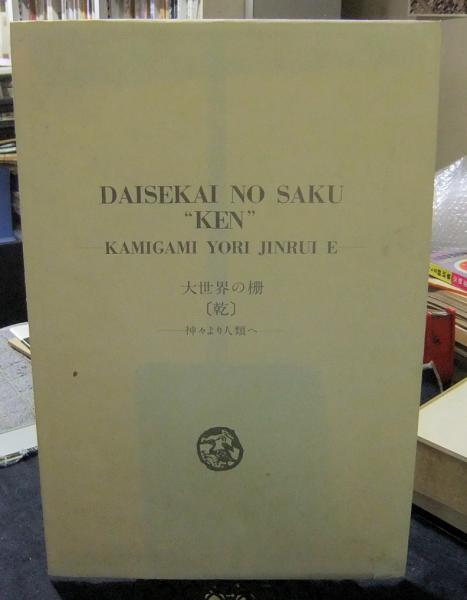 DAISEKAI NO SAKU
“KEN”
KAMIGAMI YORI JINRUI E
大世界の柵
〔乾〕
神々より人類へ